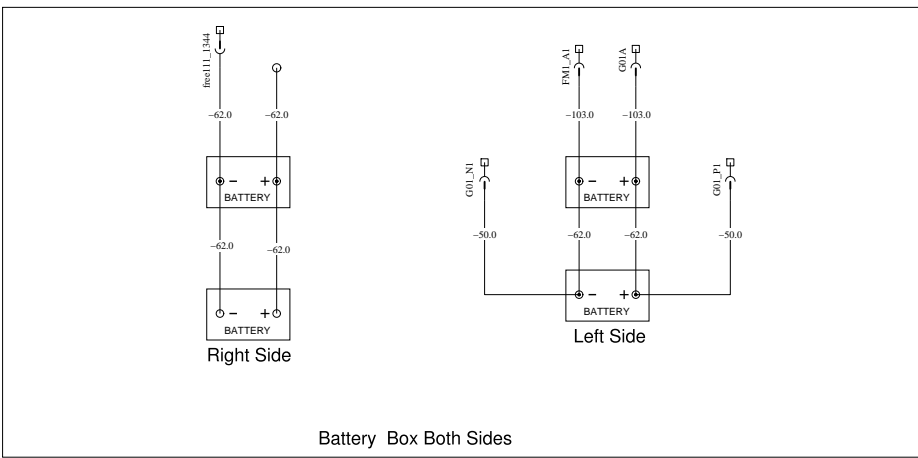 free111_1344
FM1_A1
G01A
−62.0
−62.0
−103.0
−103.0
G01_N1
G01_P1
− +
BATTERY
− +
BATTERY
−62.0
−62.0
−50.0
−62.0
−62.0
−50.0
− +
BATTERY
− +
BATTERY
Right Side
Left Side
Battery Box Both Sides